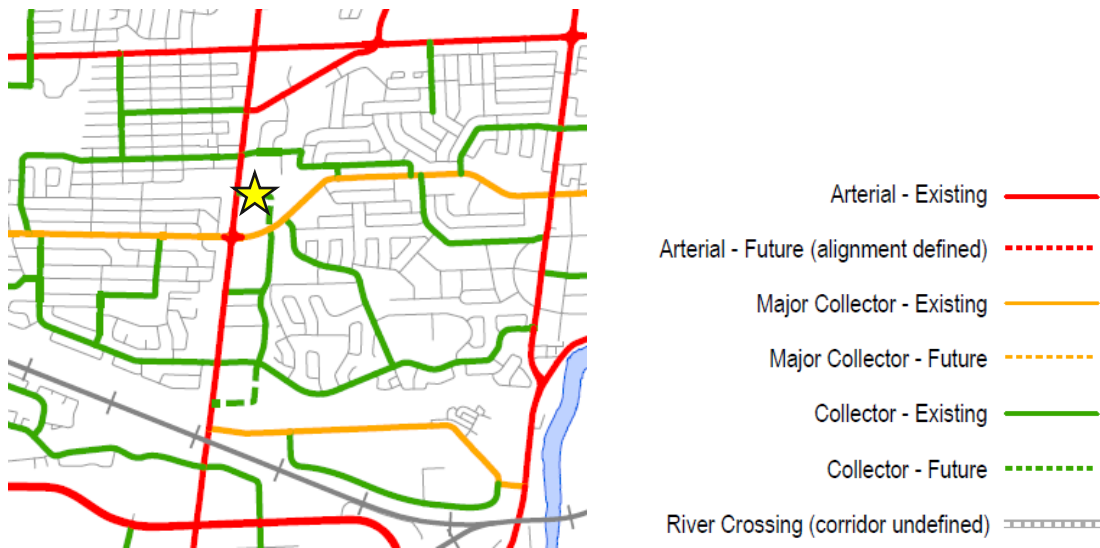 Arterial - Existing
Arterial - Future (alignment defined)
Major Collector - Existing
Major Collector - Future
Collector - Existing
Collector - Future
River Crossing (corridor undefined)